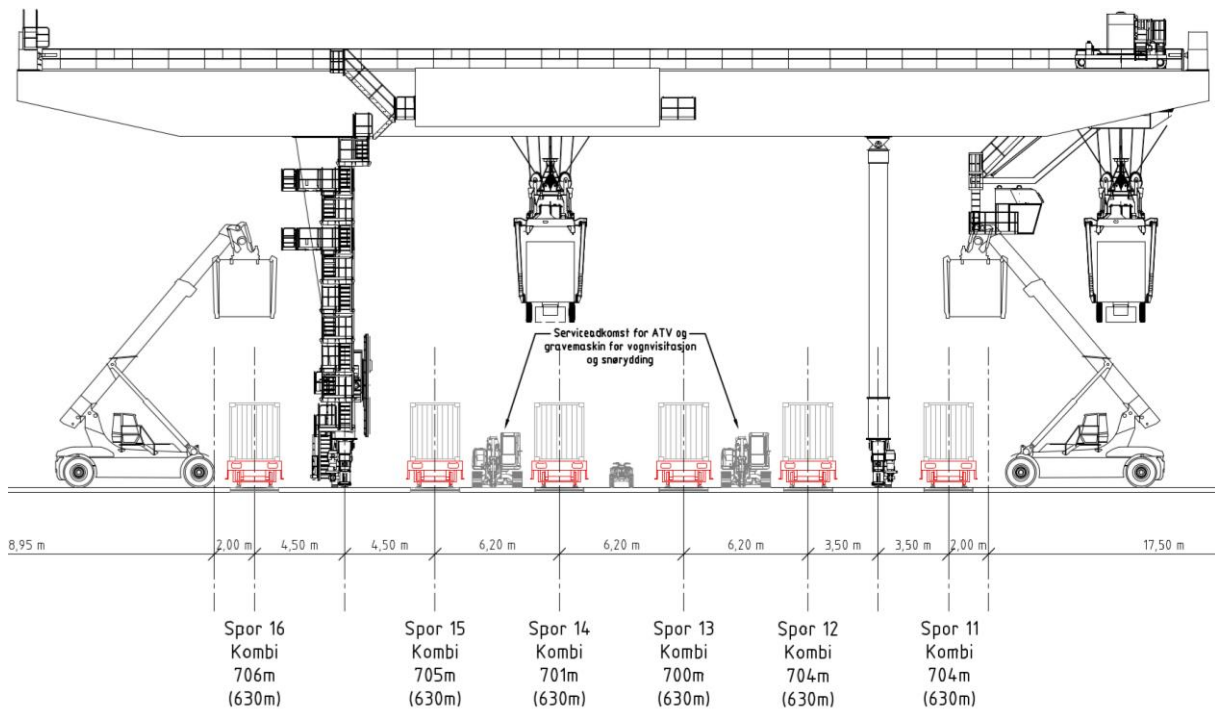 Serviceadkomst for ATV og
gravemaskin for vognvisitasjon
og snørydding
8,95 m
2,00 m
4,50 m
4,50 m
6,20 m
6,20 m
6,20 m
3,50 m
3,50 m
2,00 m
17,50 m
Spor 16
Kombi
706m
(630m)
Spor 15
Kombi
705m
(630m)
Spor 14
Kombi
701m
(630m)
Spor 13
Kombi
700m
(630m)
Spor 12
Kombi
704m
(630m)
Spor 11
Kombi
704m
(630m)